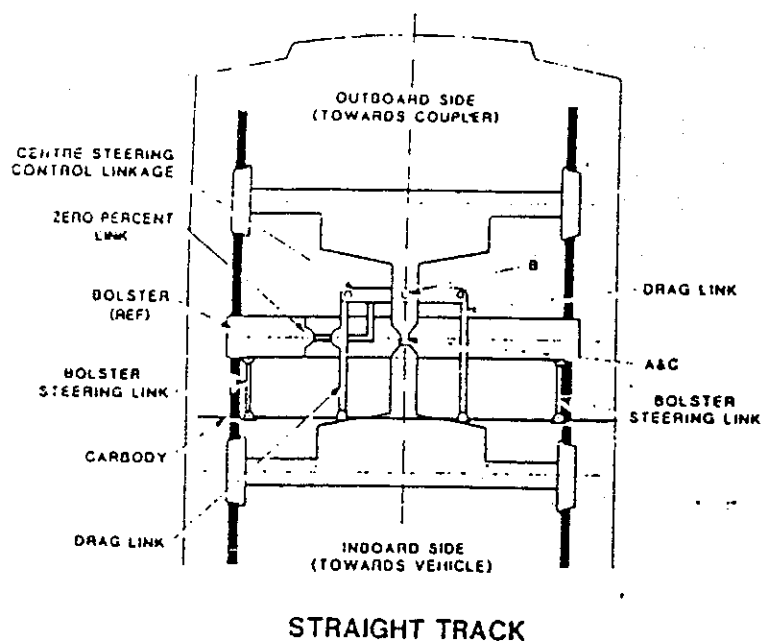 OUTBOARD SIDE
(TOWARDS COUPLER)
CENTRE STEERING
CONTROL LINKAGE
ZERO PERCENT
LINK
B
DRAG LINK
BOLSTER
(REF)
A&C
BOLSTER
STEERING LINK
BOLSTER
STEERING LINK
CARBODY
DRAG LINK
INBOARD SIDE
(TOWARDS VEHICLE)
STRAIGHT TRACK